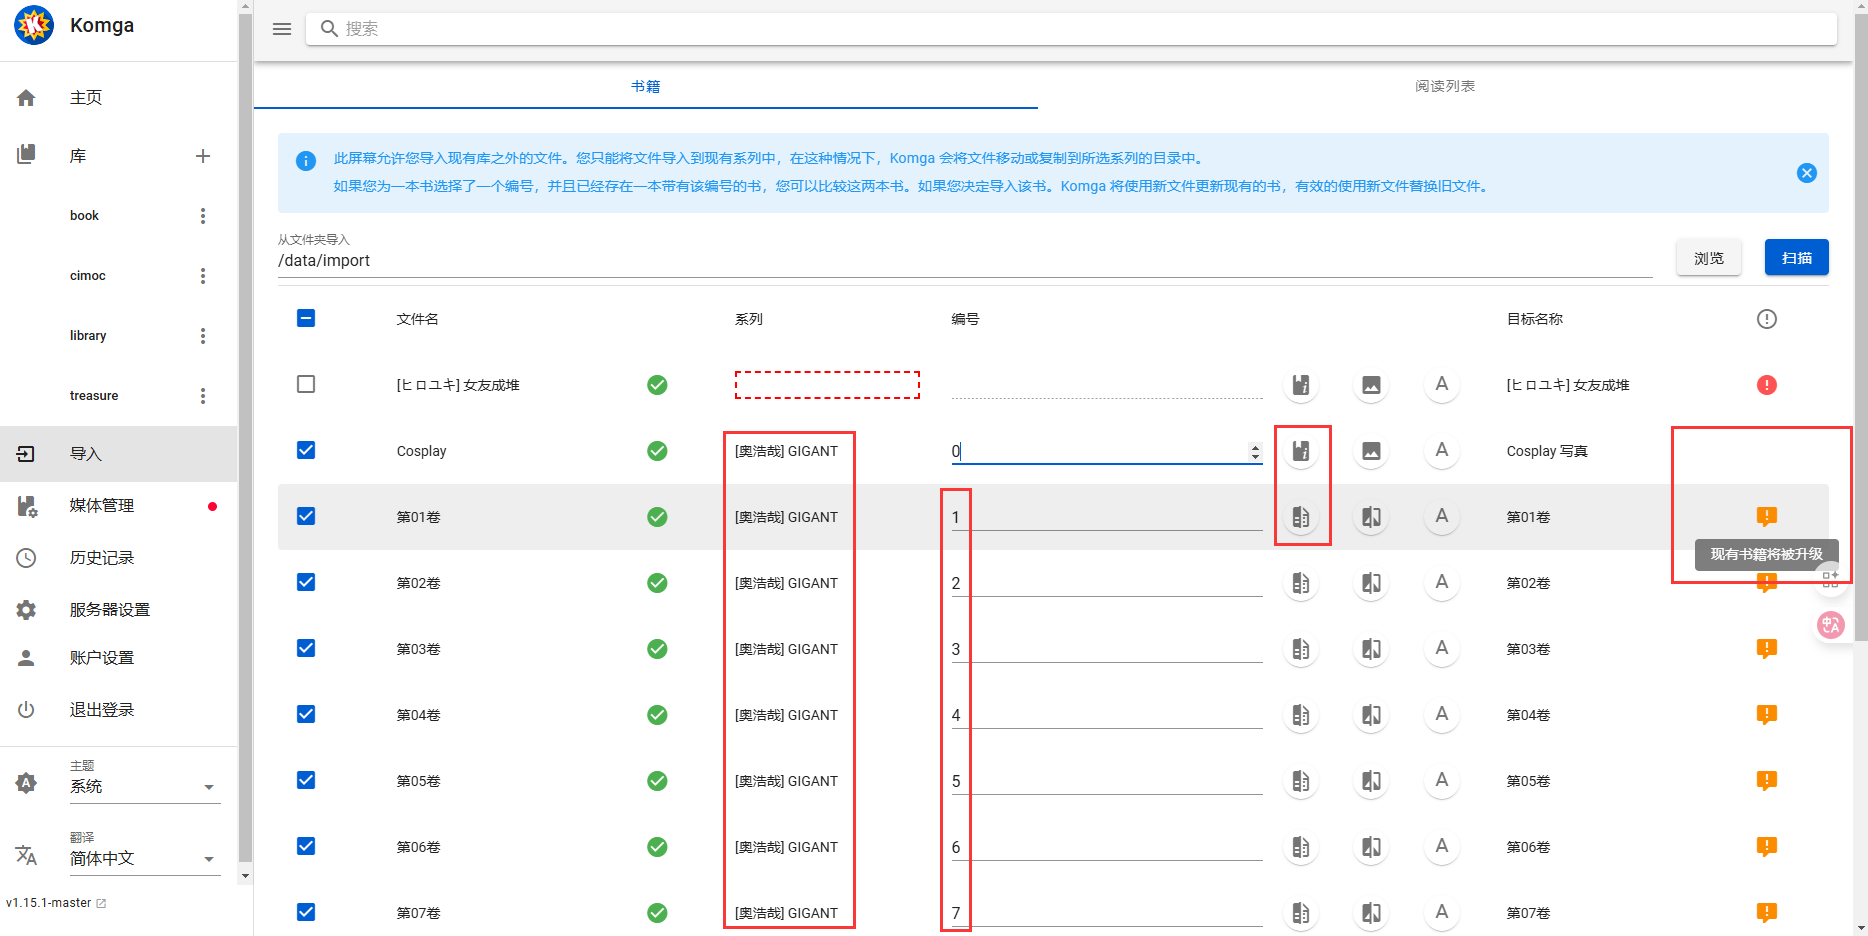 Komga
搜索
主页
库
book
cimoc
library
treasure
导入
媒体管理
历史记录
服务器设置
账户设置
退出登录
主题
系统
翻译
简体中文
v1.15.1-master
书籍
阅读列表
此屏幕允许您导入现有库之外的文件。您只能将文件导入到现有系列中，在这种情况下，Komga 会将文件移动或复制到所选系列的目录中。
如果您为一本书选择了一个编号，并且已经存在一本带有该编号的书，您可以比较这两本书。如果您决定导入该书。Komga 将使用新文件更新现有的书，有效的使用新文件替换旧文件。
从文件夹导入
/data/import
浏览
扫描
文件名 系列 编号 目标名称
[ヒロユキ] 女友成堆 A [ヒロユキ] 女友成堆
Cosplay [奥浩哉] GIGANT 0 A Cosplay 写真
第01卷 [奥浩哉] GIGANT 1 A 第01卷
现有书籍将被升级
第02卷 [奥浩哉] GIGANT 2 A 第02卷
第03卷 [奥浩哉] GIGANT 3 A 第03卷
第04卷 [奥浩哉] GIGANT 4 A 第04卷
第05卷 [奥浩哉] GIGANT 5 A 第05卷
第06卷 [奥浩哉] GIGANT 6 A 第06卷
第07卷 [奥浩哉] GIGANT 7 A 第07卷